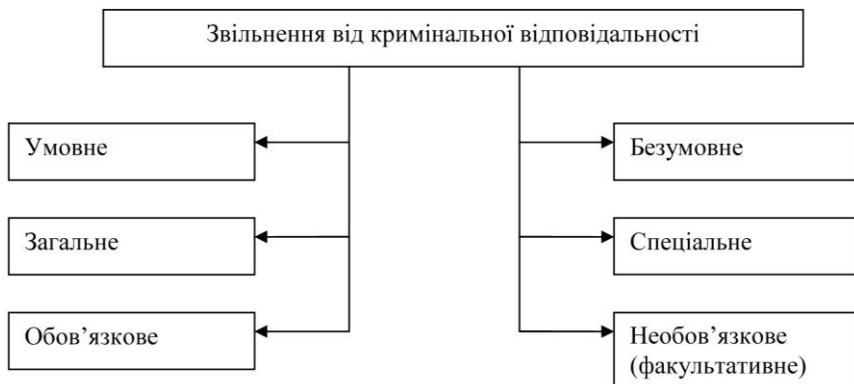 Звільнення від кримінальної відповідальності
Умовне
Безумовне
Загальне
Спеціальне
Обов’язкове
Необов’язкове
(факультативне)